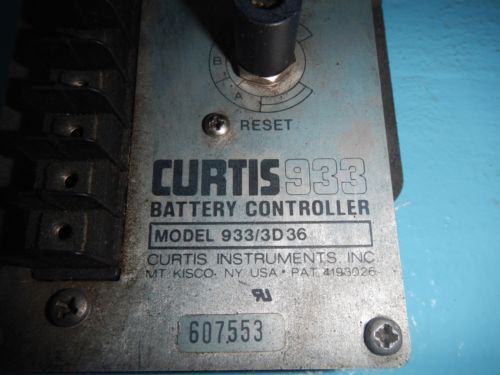 B
A
RESET
CURTIS 933
BATTERY CONTROLLER
MODEL 933/3D36
CURTIS INSTRUMENTS, INC
MT. KISCO, NY USA • PAT. 4193026
607553